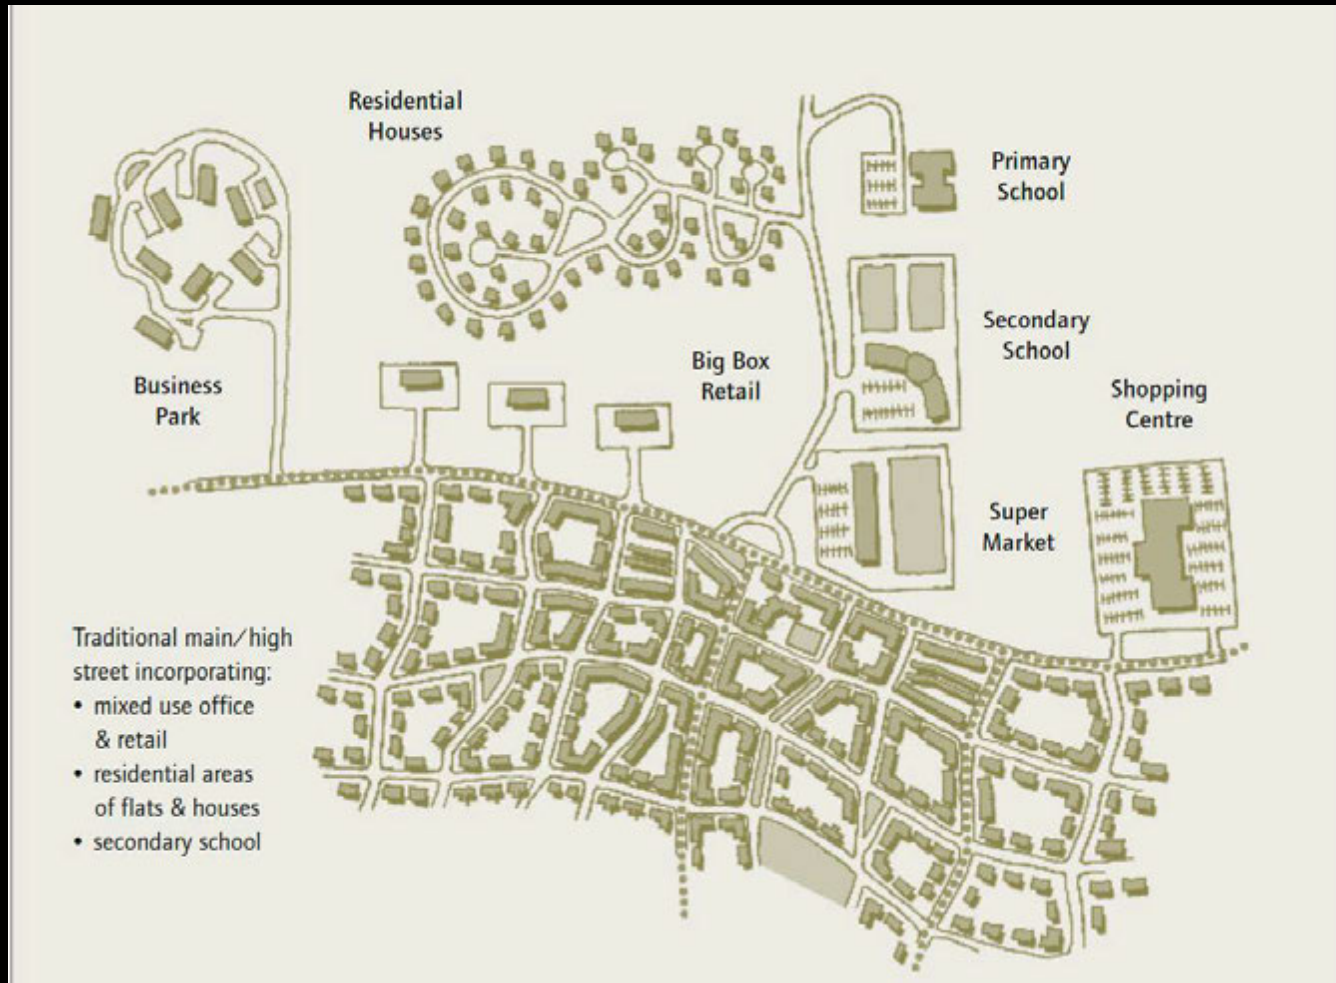 Residential
Houses
Primary
School
Secondary
School
Big Box
Retail
Business
Park
Shopping
Centre
Super
Market
Traditional main/high
street incorporating:
• mixed use office
& retail
• residential areas
of flats & houses
• secondary school